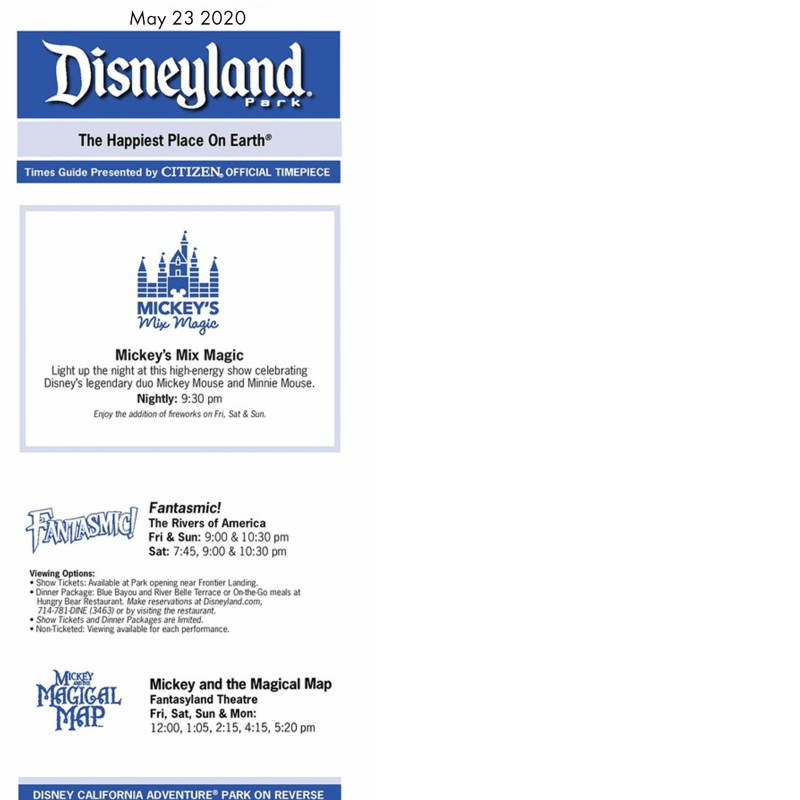 May 23 2020
Disneyland®
Park
The Happiest Place On Earth®
Times Guide Presented by CITIZEN® OFFICIAL TIMEPIECE
MICKEY'S
Mix Magic
Mickey's Mix Magic
Light up the night at this high-energy show celebrating
Disney's legendary duo Mickey Mouse and Minnie Mouse.
Nightly: 9:30 pm
Enjoy the addition of fireworks on Fri, Sat & Sun.
FANTASMIC!
Fantasmic!
The Rivers of America
Fri & Sun: 9:00 & 10:30 pm
Sat: 7:45, 9:00 & 10:30 pm
Viewing Options:
• Show Tickets: Available at Park opening near Frontier Landing.
• Dinner Package: Blue Bayou and River Belle Terrace or On-the-Go meals at
Hungry Bear Restaurant. Make reservations at Disneyland.com,
714-781-DINE (3463) or by visiting the restaurant.
• Show Tickets and Dinner Packages are limited.
• Non-Ticketed: Viewing available for each performance.
MICKEY
AND THE
MAGICAL
MAP
Mickey and the Magical Map
Fantasyland Theatre
Fri, Sat, Sun & Mon:
12:00, 1:05, 2:15, 4:15, 5:20 pm
DISNEY CALIFORNIA ADVENTURE® PARK ON REVERSE